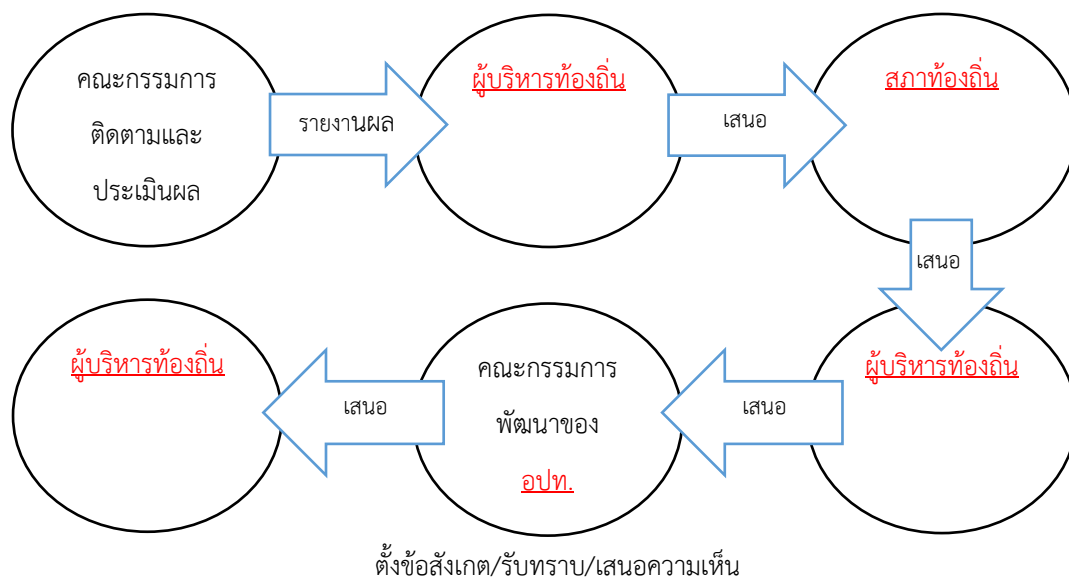 คณะกรรมการ
ติดตามและ
ประเมินผล
รายงานผล
ผู้บริหารท้องถิ่น
เสนอ
สภาท้องถิ่น
เสนอ
ผู้บริหารท้องถิ่น
เสนอ
คณะกรรมการ
พัฒนาของ
อปท.
เสนอ
ผู้บริหารท้องถิ่น
ตั้งข้อสังเกต/รับทราบ/เสนอความเห็น